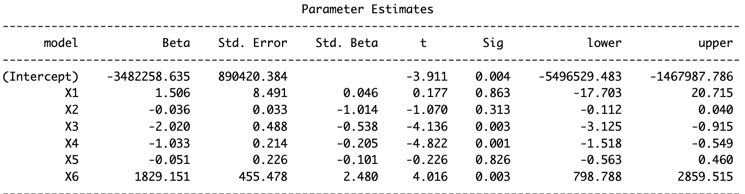 Parameter Estimates
model Beta Std. Error Std. Beta t Sig lower upper
(Intercept) -3482258.635 890420.384 -3.911 0.004 -5496529.483 -1467987.786
X1 1.506 8.491 0.046 0.177 0.863 -17.703 20.715
X2 -0.036 0.033 -1.014 -1.070 0.313 -0.112 0.040
X3 -2.020 0.488 -0.538 -4.136 0.003 -3.125 -0.915
X4 -1.033 0.214 -0.205 -4.822 0.001 -1.518 -0.549
X5 -0.051 0.226 -0.101 -0.226 0.826 -0.563 0.460
X6 1829.151 455.478 2.480 4.016 0.003 798.788 2859.515